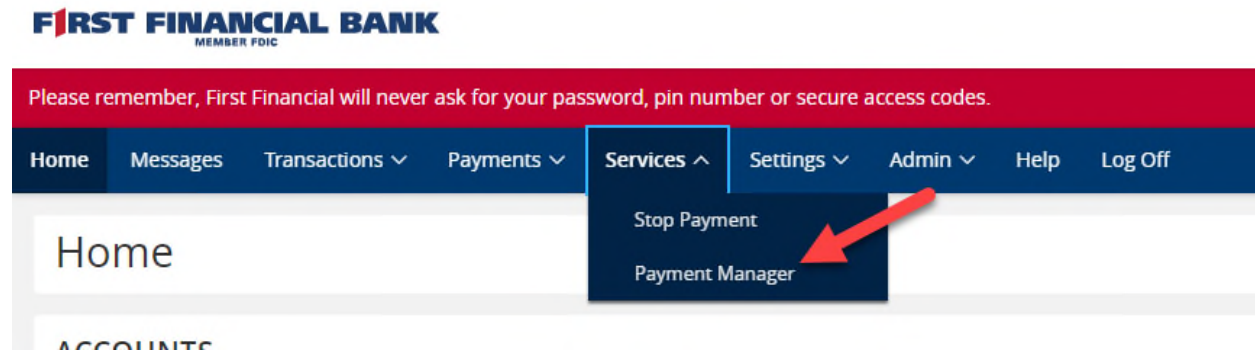 FIRST FINANCIAL BANK
MEMBER FDIC
Please remember, First Financial will never ask for your password, pin number or secure access codes.
Home Messages Transactions Payments Services Settings Admin Help Log Off
Stop Payment
Payment Manager
Home
ACCOUNTS